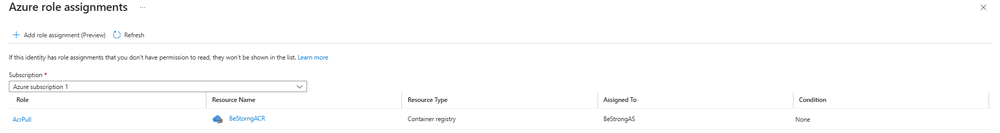 Azure role assignments ...
Add role assignment (Preview) Refresh
If this identity has role assignments that you don't have permission to read, they won't be shown in the list. Learn more
Subscription *
Azure subscription 1
Role Resource Name Resource Type Assigned To Condition
AcrPull BeStorngACR Container registry BeStrongAS None